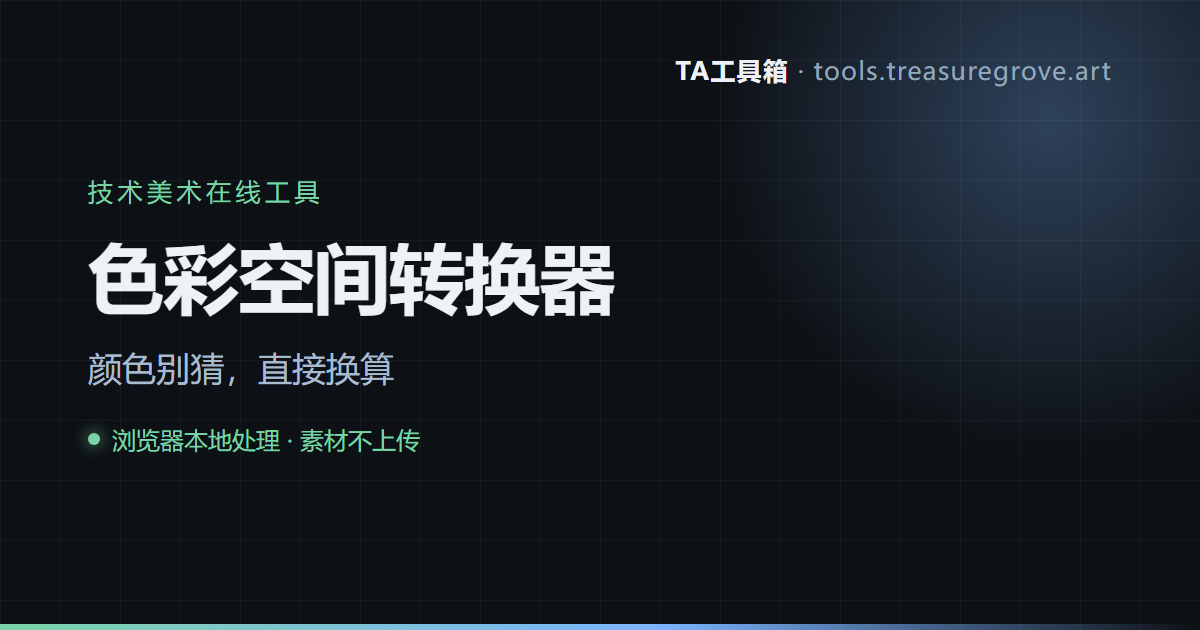 TA工具箱 · tools.treasuregrove.art
技术美术在线工具
色彩空间转换器
颜色别猜，直接换算
浏览器本地处理 · 素材不上传